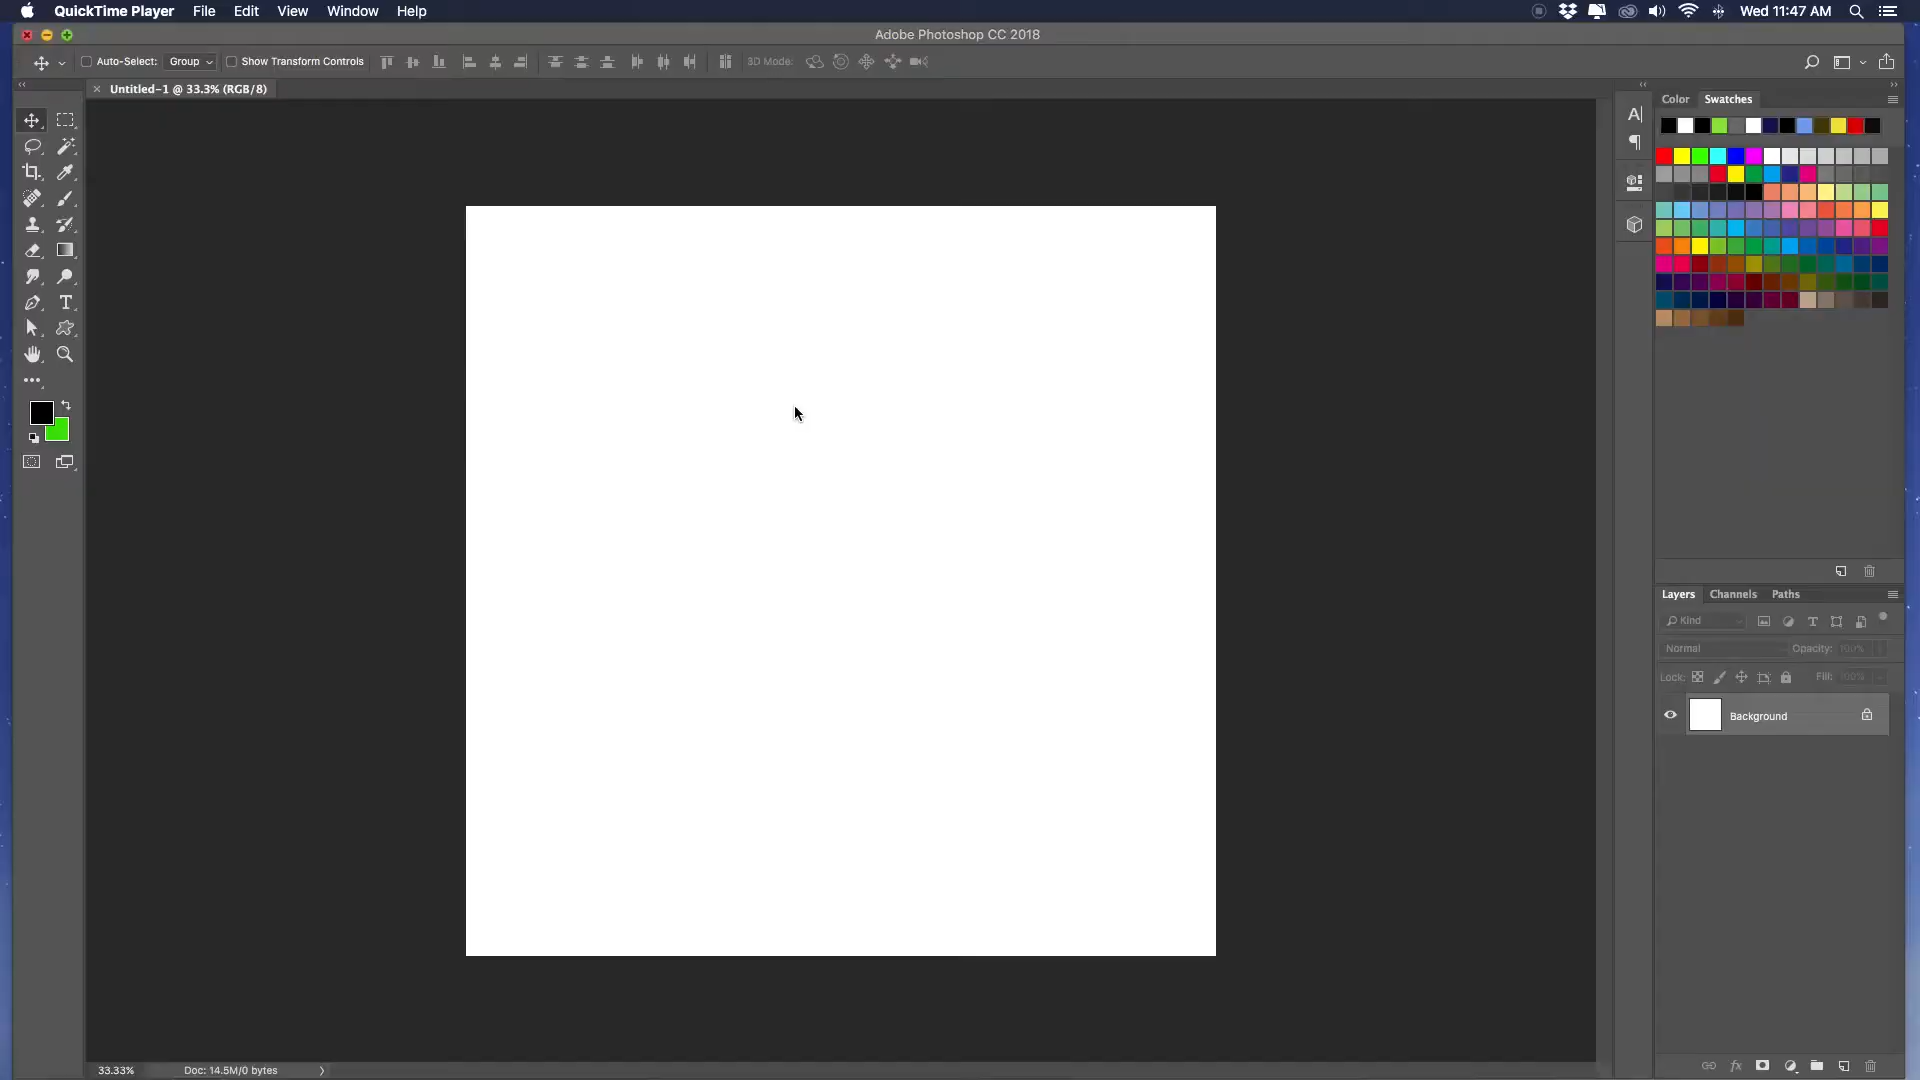 QuickTime Player File Edit View Window Help Wed 11:47 AM
Adobe Photoshop CC 2018
Auto-Select: Group Show Transform Controls 3D Mode:
Untitled-1 @ 33.3% (RGB/8)
Color Swatches
Layers Channels Paths
Kind
Normal Opacity: 100%
Lock: Fill: 100%
Background
33.33% Doc: 14.5M/0 bytes